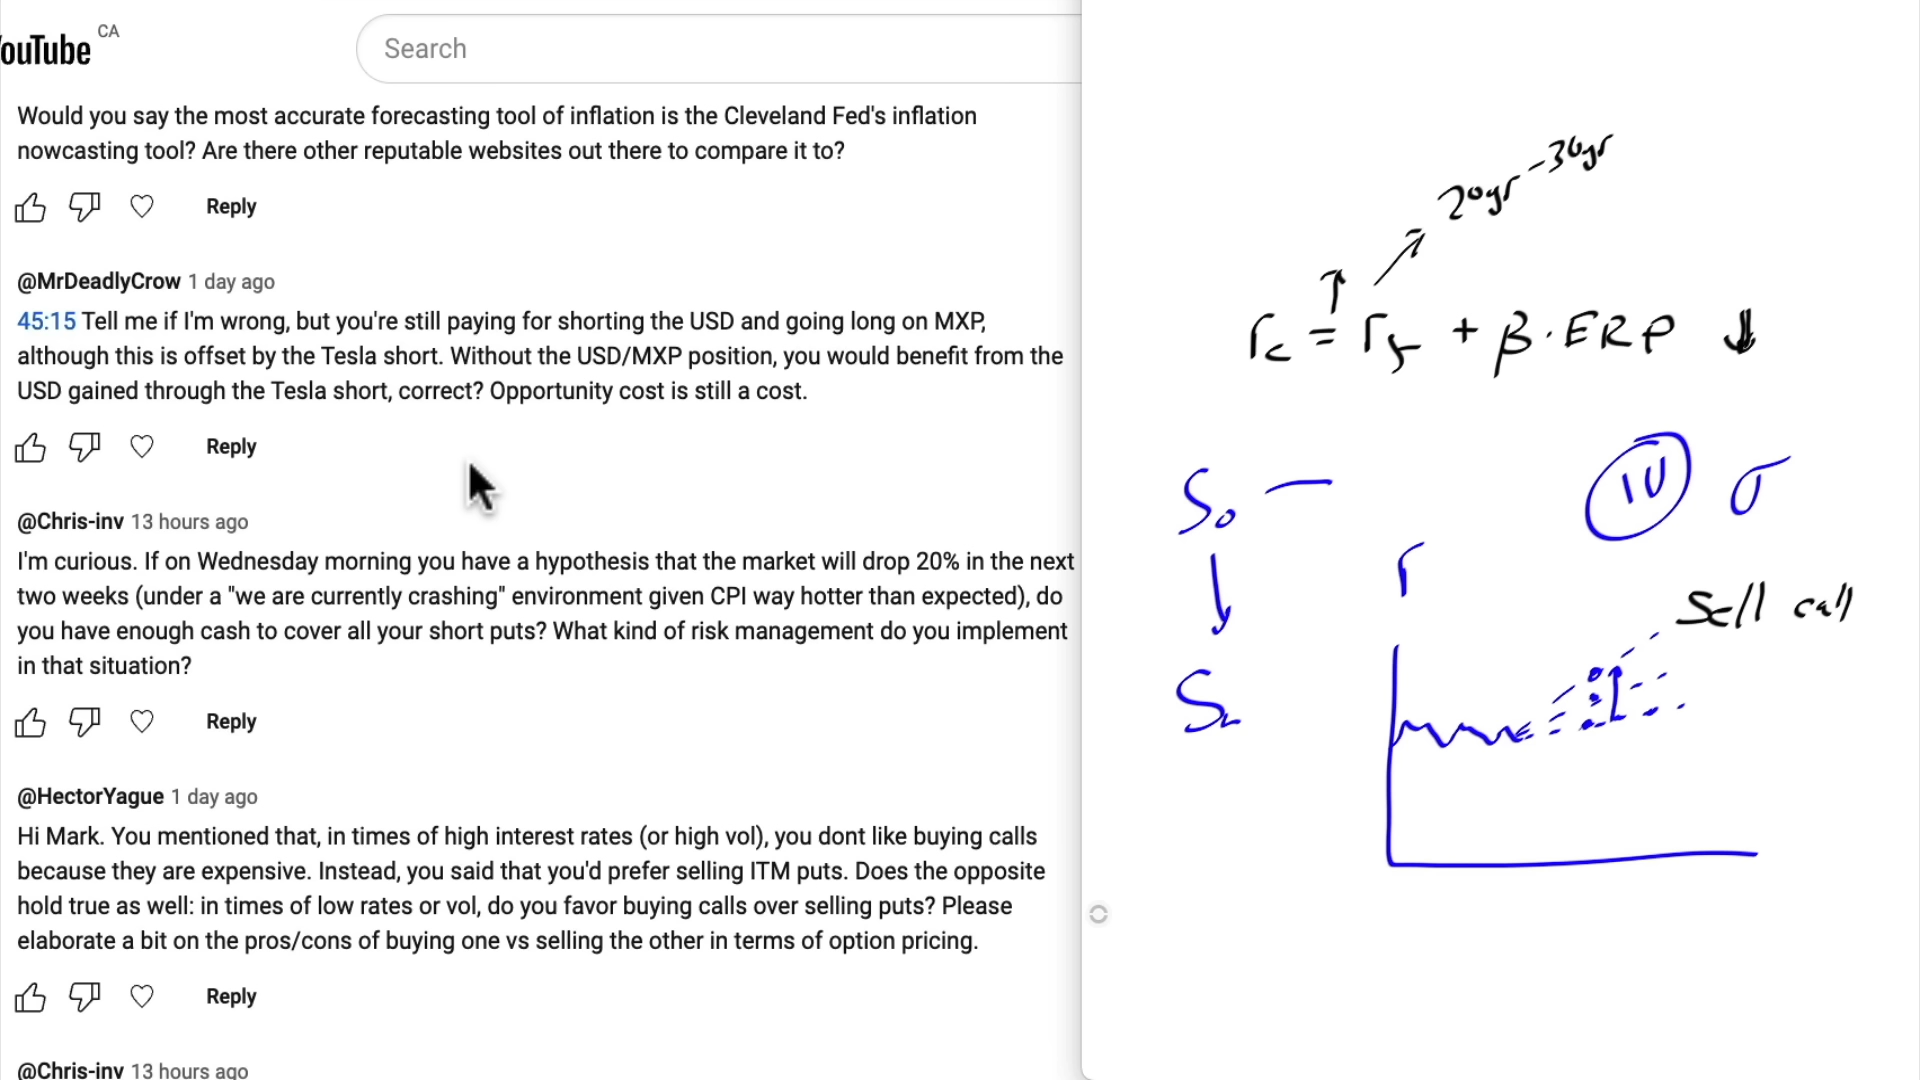 ouTube CA
Search
Would you say the most accurate forecasting tool of inflation is the Cleveland Fed's inflation
nowcasting tool? Are there other reputable websites out there to compare it to?
Reply
@MrDeadlyCrow 1 day ago
45:15 Tell me if I'm wrong, but you're still paying for shorting the USD and going long on MXP,
although this is offset by the Tesla short. Without the USD/MXP position, you would benefit from the
USD gained through the Tesla short, correct? Opportunity cost is still a cost.
Reply
@Chris-inv 13 hours ago
I'm curious. If on Wednesday morning you have a hypothesis that the market will drop 20% in the next
two weeks (under a "we are currently crashing" environment given CPI way hotter than expected), do
you have enough cash to cover all your short puts? What kind of risk management do you implement
in that situation?
Reply
@HectorYague 1 day ago
Hi Mark. You mentioned that, in times of high interest rates (or high vol), you dont like buying calls
because they are expensive. Instead, you said that you'd prefer selling ITM puts. Does the opposite
hold true as well: in times of low rates or vol, do you favor buying calls over selling puts? Please
elaborate a bit on the pros/cons of buying one vs selling the other in terms of option pricing.
Reply
@Chris-inv 13 hours ago
20yr - 30yr
rc = rf + β · ERP
S₀
IV σ
r
Sell call